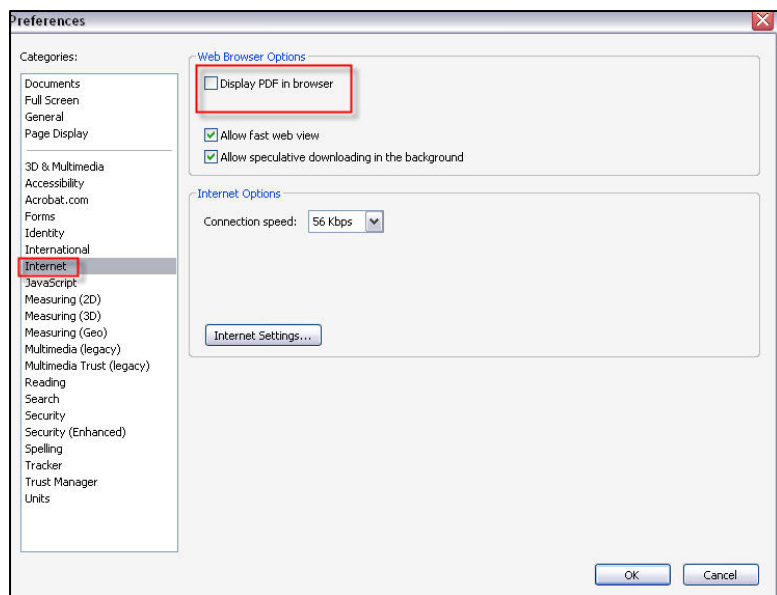 Preferences
Categories:
Documents
Full Screen
General
Page Display
3D & Multimedia
Accessibility
Acrobat.com
Forms
Identity
International
Internet
JavaScript
Measuring (2D)
Measuring (3D)
Measuring (Geo)
Multimedia (legacy)
Multimedia Trust (legacy)
Reading
Search
Security
Security (Enhanced)
Spelling
Tracker
Trust Manager
Units
Web Browser Options
Display PDF in browser
Allow fast web view
Allow speculative downloading in the background
Internet Options
Connection speed: 56 Kbps
Internet Settings...
OK Cancel